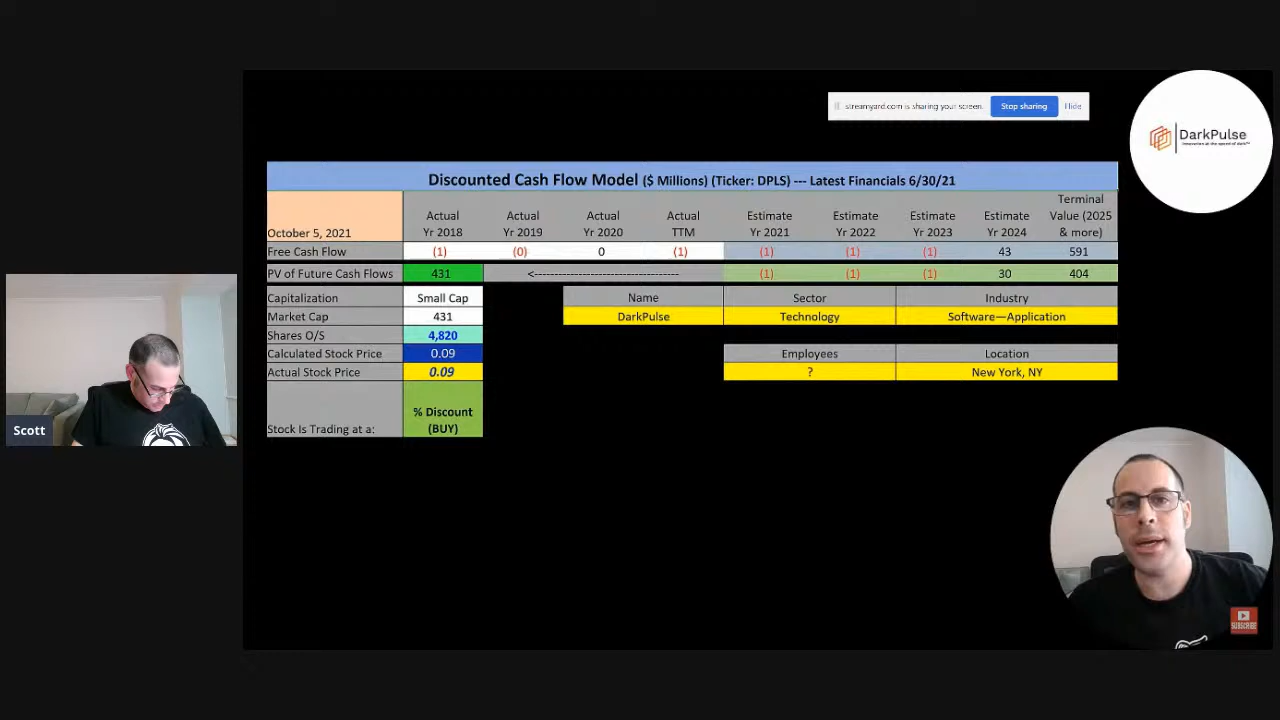 streamyard.com is sharing your screen. Stop sharing Hide
DarkPulse
Discounted Cash Flow Model ($ Millions) (Ticker: DPLS) --- Latest Financials 6/30/21
October 5, 2021 Actual Yr 2018 Actual Yr 2019 Actual Yr 2020 Actual TTM Estimate Yr 2021 Estimate Yr 2022 Estimate Yr 2023 Estimate Yr 2024 Terminal Value (2025 & more)
Free Cash Flow (1) (0) 0 (1) (1) (1) (1) 43 591
PV of Future Cash Flows 431 <------------------------------------- (1) (1) (1) 30 404
Capitalization Small Cap Name Sector Industry
Market Cap 431 DarkPulse Technology Software—Application
Shares O/S 4,820
Calculated Stock Price 0.09 Employees Location
Actual Stock Price 0.09 ? New York, NY
Stock Is Trading at a: % Discount (BUY)
Scott
SUBSCRIBE